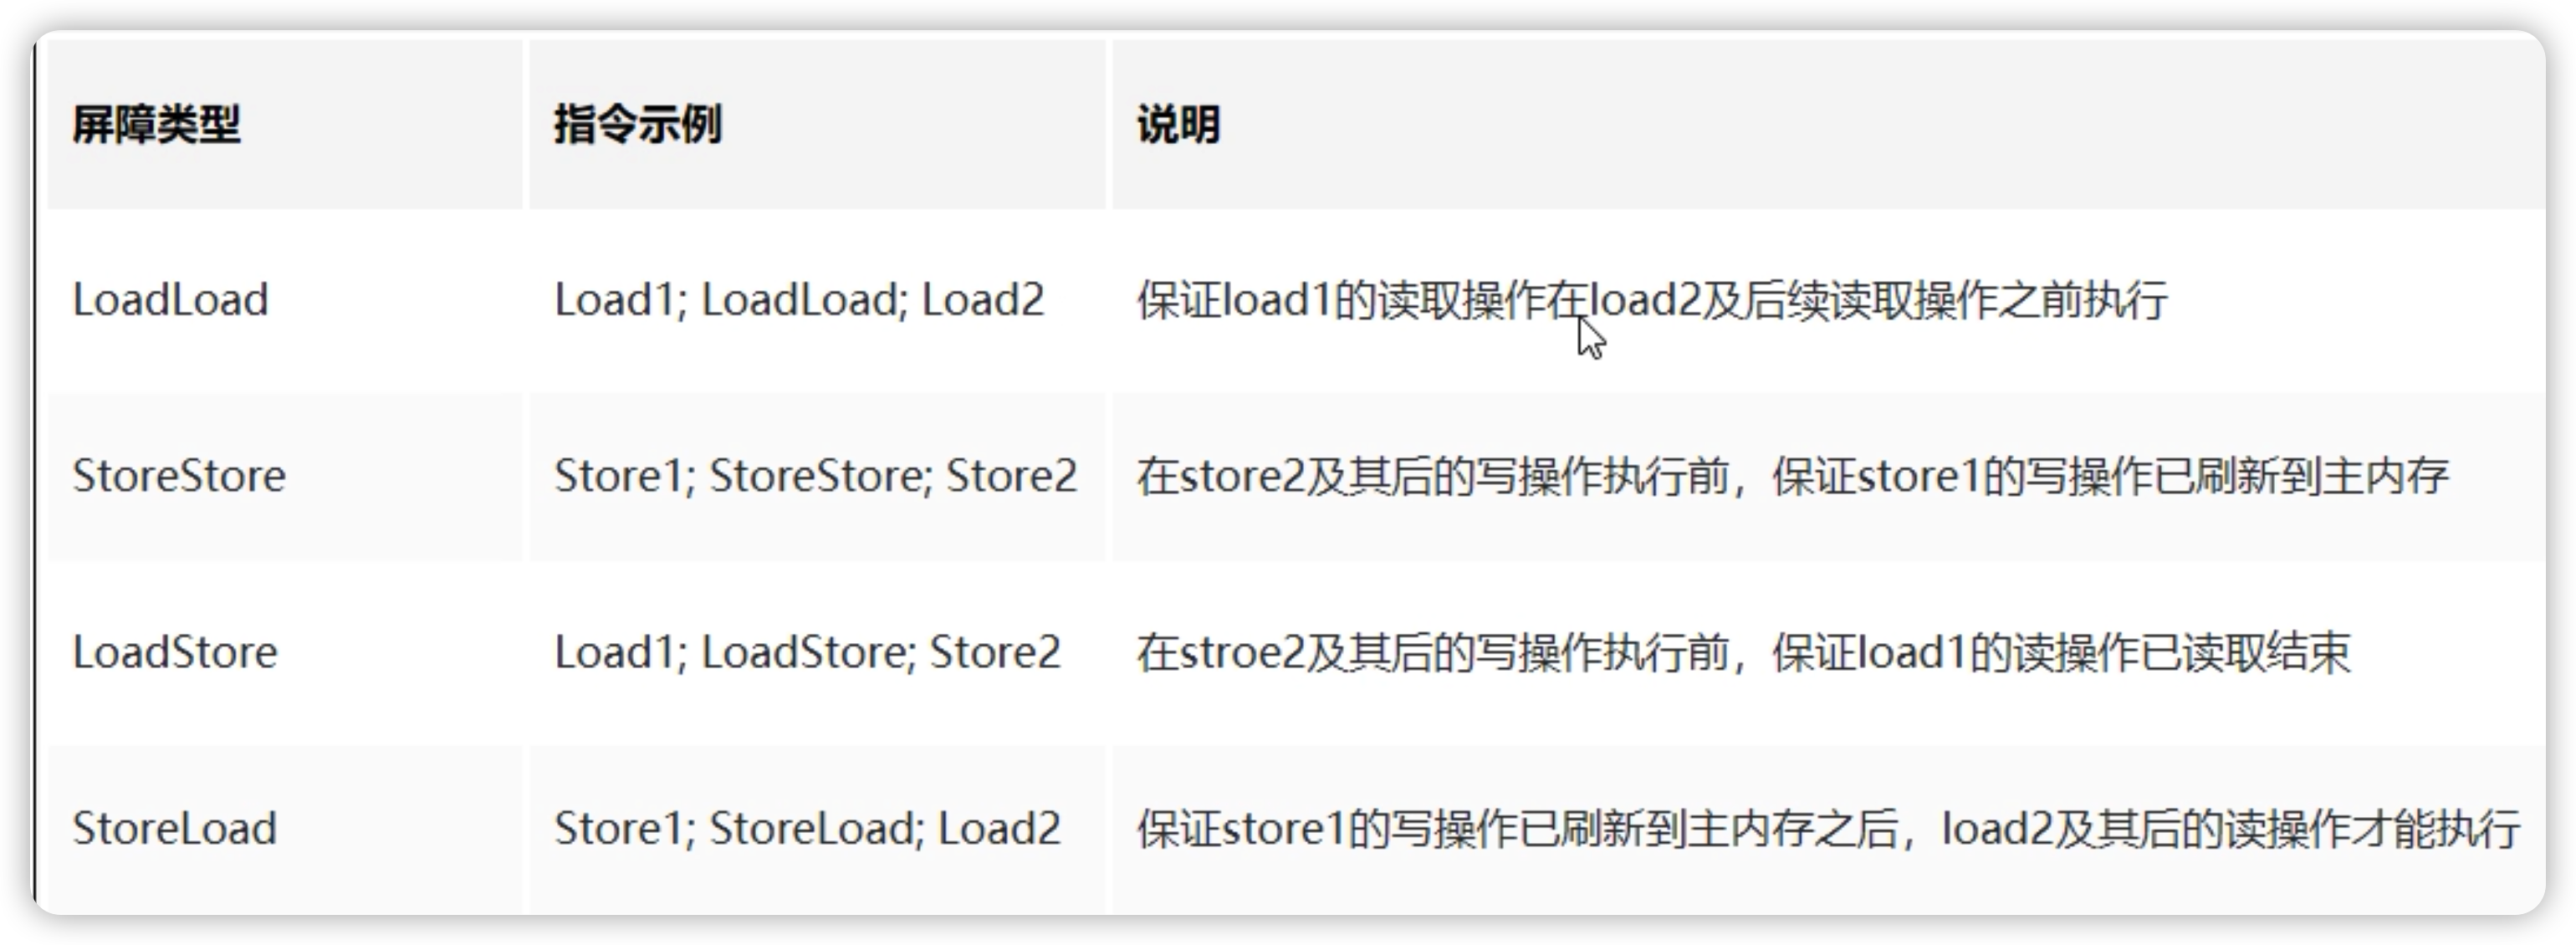 屏障类型 指令示例 说明
LoadLoad Load1; LoadLoad; Load2 保证load1的读取操作在load2及后续读取操作之前执行
StoreStore Store1; StoreStore; Store2 在store2及其后的写操作执行前，保证store1的写操作已刷新到主内存
LoadStore Load1; LoadStore; Store2 在stroe2及其后的写操作执行前，保证load1的读操作已读取结束
StoreLoad Store1; StoreLoad; Load2 保证store1的写操作已刷新到主内存之后，load2及其后的读操作才能执行